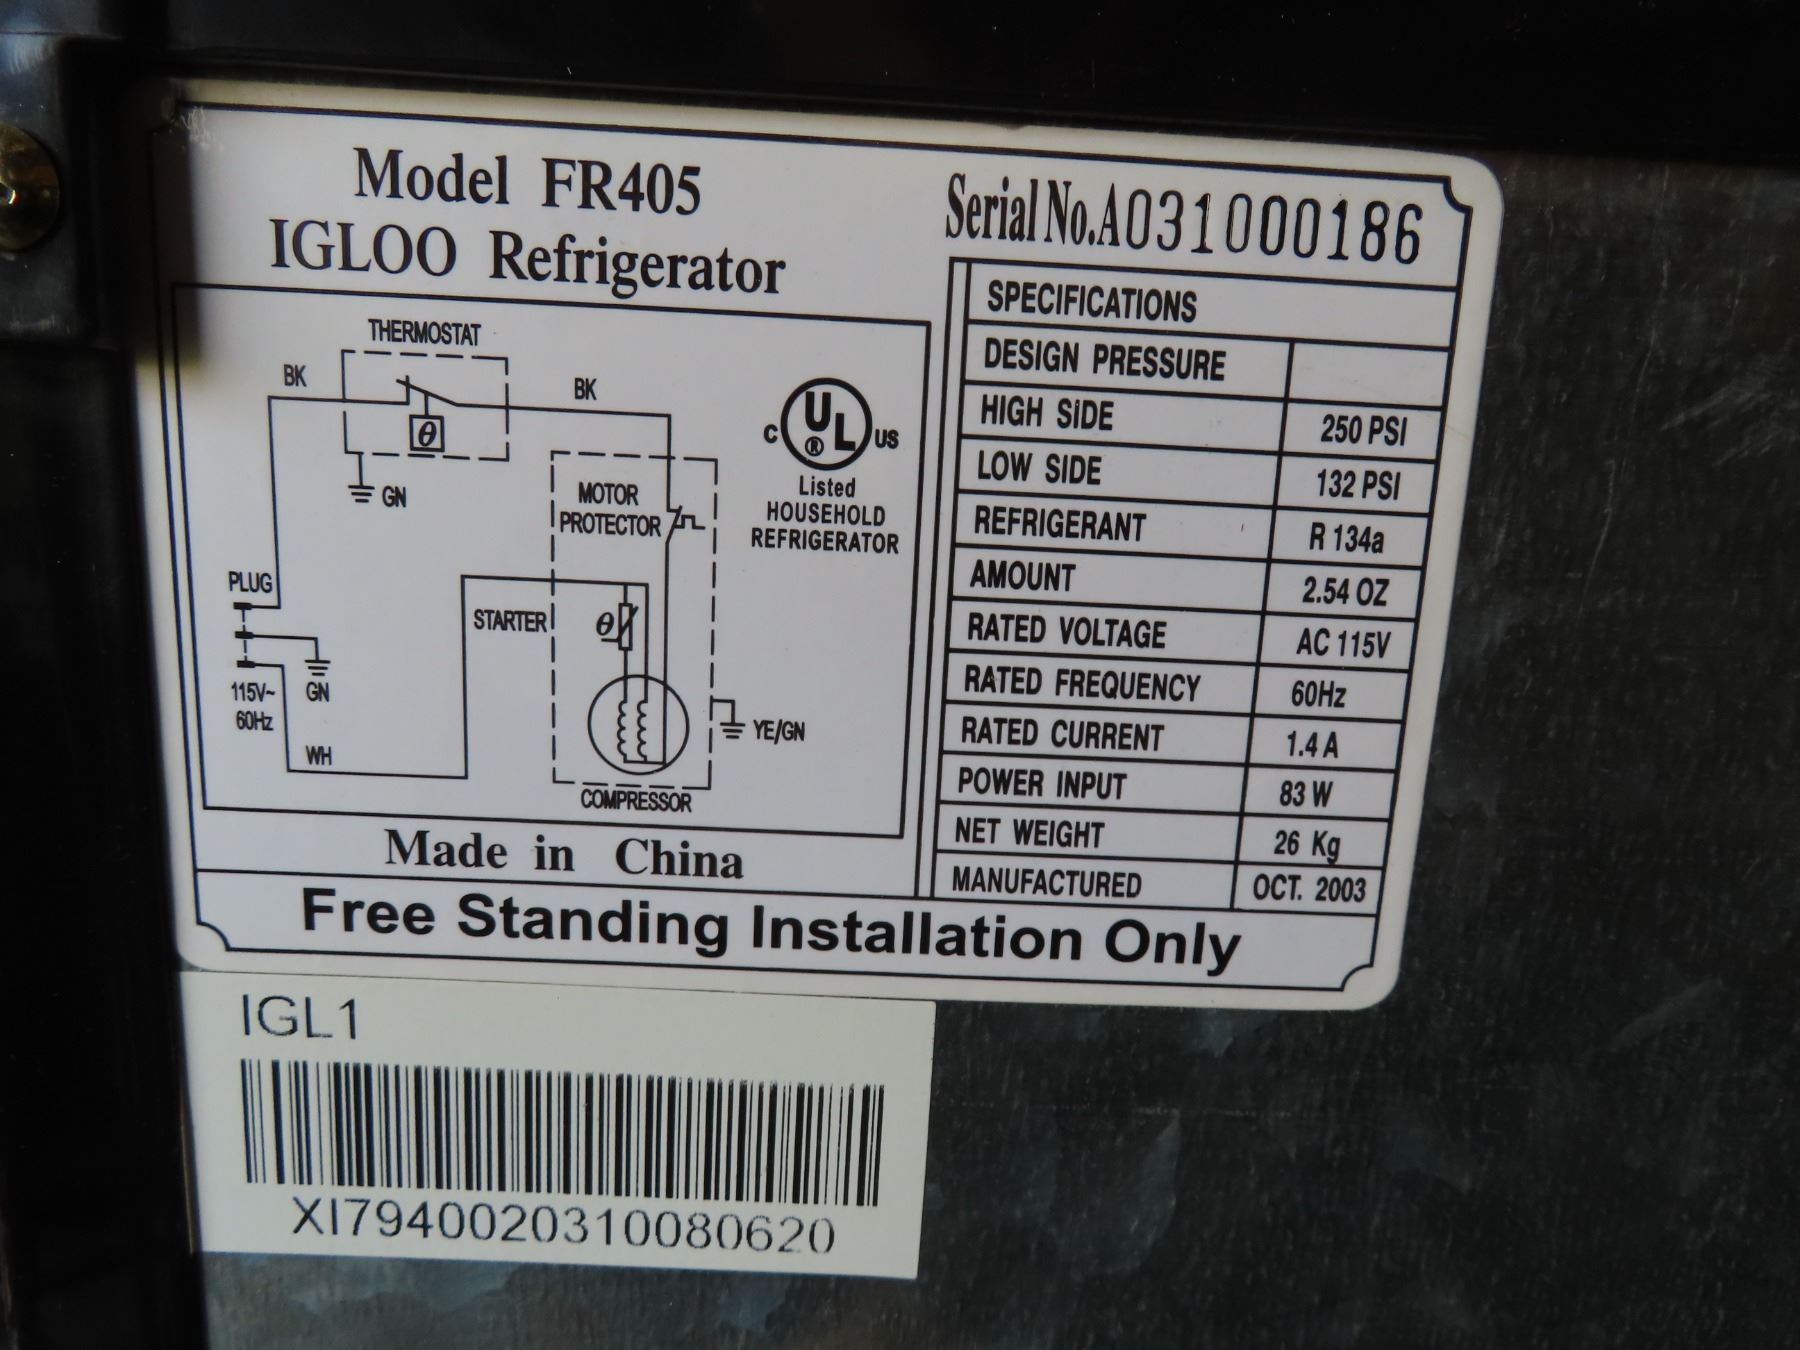 Model FR405
IGLOO Refrigerator
Serial No.A031000186
THERMOSTAT
BK
BK
θ
GN
MOTOR
PROTECTOR
PLUG
STARTER
θ
115V~
60Hz
GN
WH
YE/GN
COMPRESSOR
C UL ® US
Listed
HOUSEHOLD
REFRIGERATOR
SPECIFICATIONS
DESIGN PRESSURE
HIGH SIDE 250 PSI
LOW SIDE 132 PSI
REFRIGERANT R 134a
AMOUNT 2.54 OZ
RATED VOLTAGE AC 115V
RATED FREQUENCY 60Hz
RATED CURRENT 1.4 A
POWER INPUT 83 W
NET WEIGHT 26 Kg
MANUFACTURED OCT. 2003
Made in China
Free Standing Installation Only
IGL1
XI7940020310080620